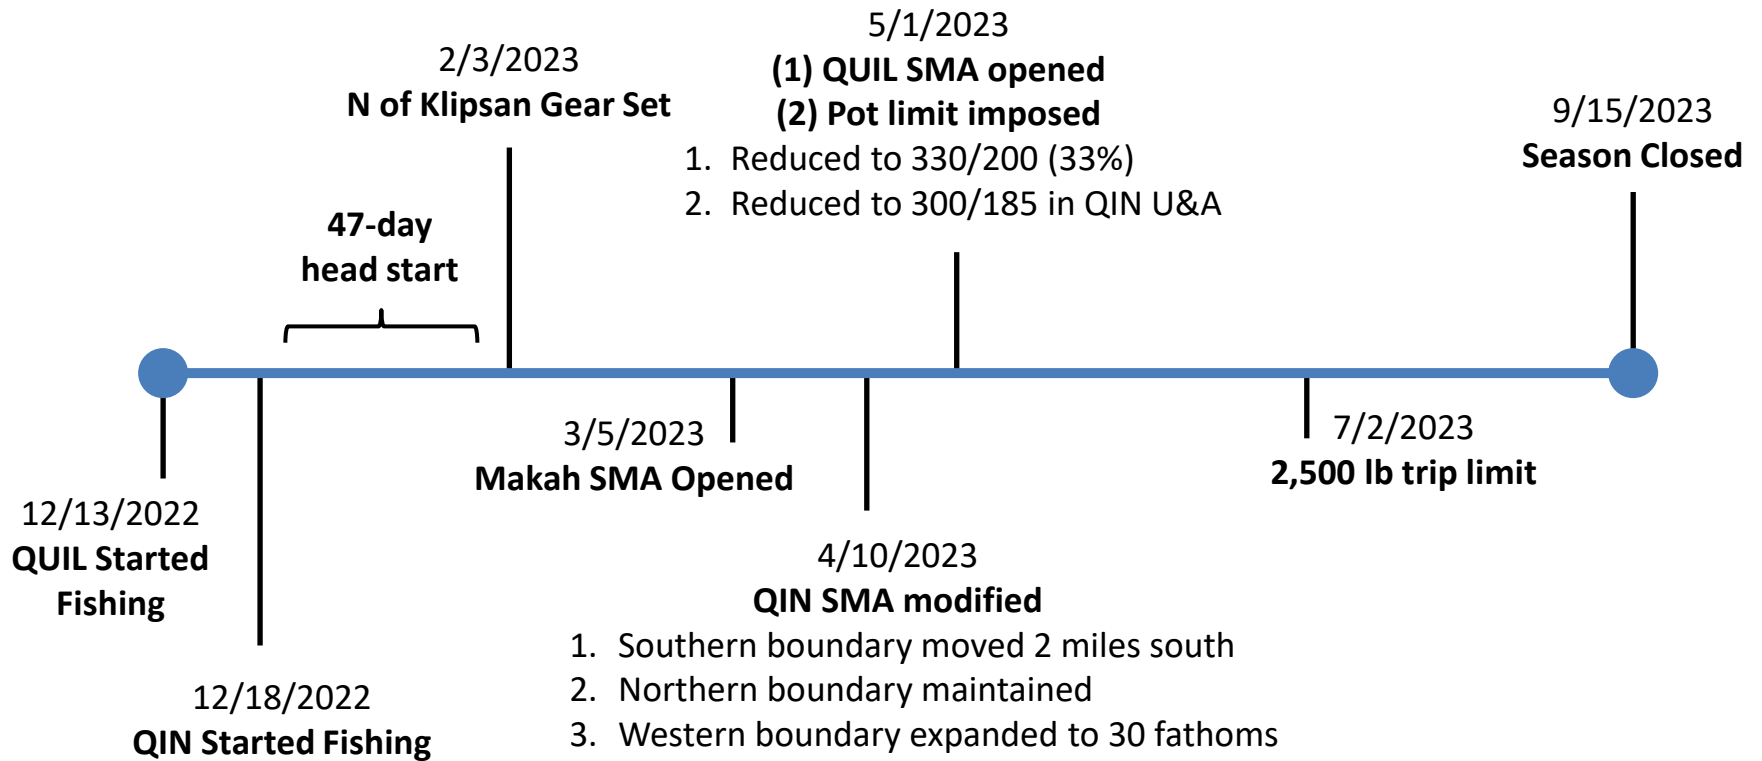 12/13/2022
QUIL Started
Fishing
12/18/2022
QIN Started Fishing
47-day
head start
2/3/2023
N of Klipsan Gear Set
3/5/2023
Makah SMA Opened
4/10/2023
QIN SMA modified
1. Southern boundary moved 2 miles south
2. Northern boundary maintained
3. Western boundary expanded to 30 fathoms
5/1/2023
(1) QUIL SMA opened
(2) Pot limit imposed
1. Reduced to 330/200 (33%)
2. Reduced to 300/185 in QIN U&A
7/2/2023
2,500 lb trip limit
9/15/2023
Season Closed